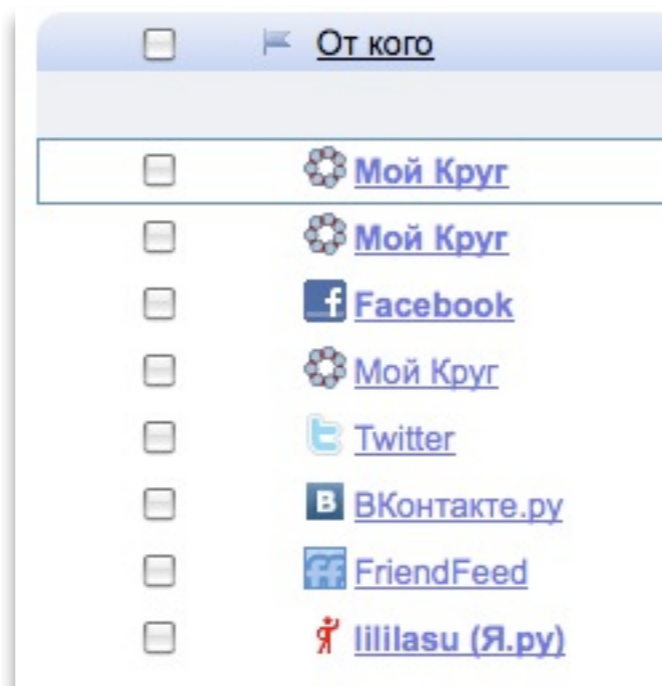 От кого
Мой Круг
Мой Круг
Facebook
Мой Круг
Twitter
ВКонтакте.ру
FriendFeed
lililasu (Я.ру)